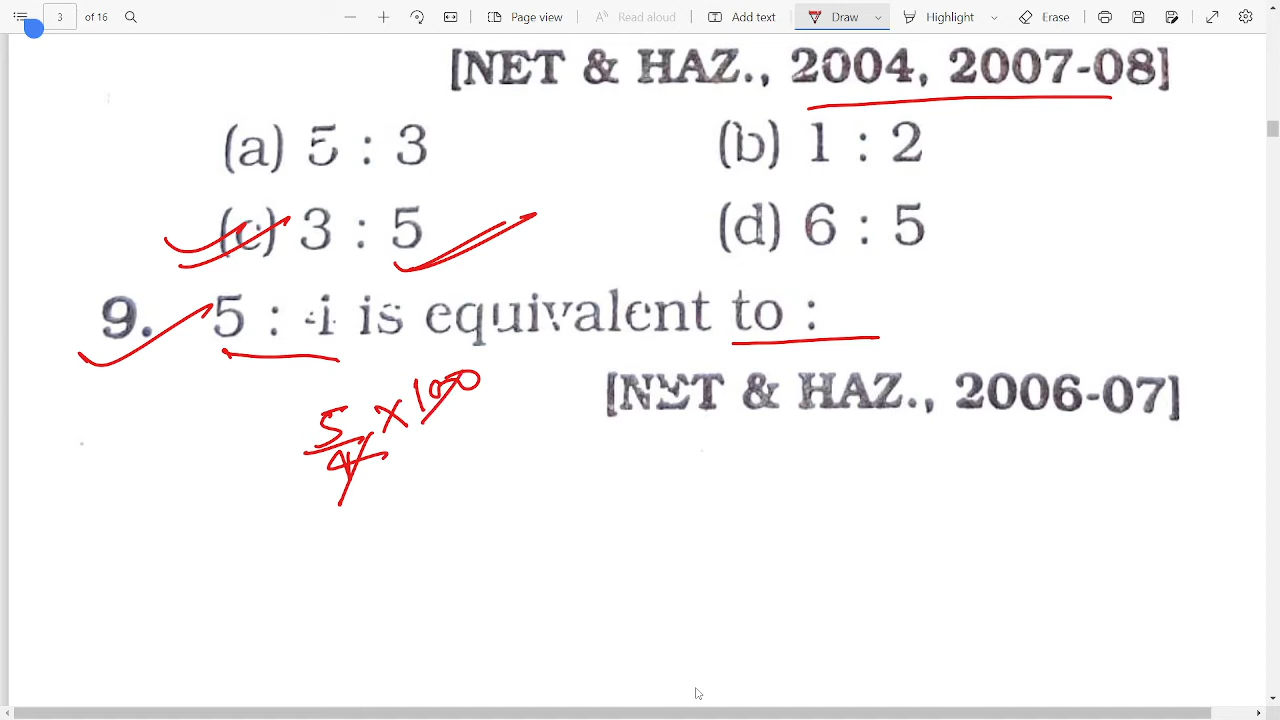 3 of 16 Page view Read aloud Add text Draw Highlight Erase
[NET & HAZ., 2004, 2007-08]
(a) 5 : 3 (b) 1 : 2
(c) 3 : 5 (d) 6 : 5
9. 5 : 4 is equivalent to :
[NET & HAZ., 2006-07]
5/4 × 100